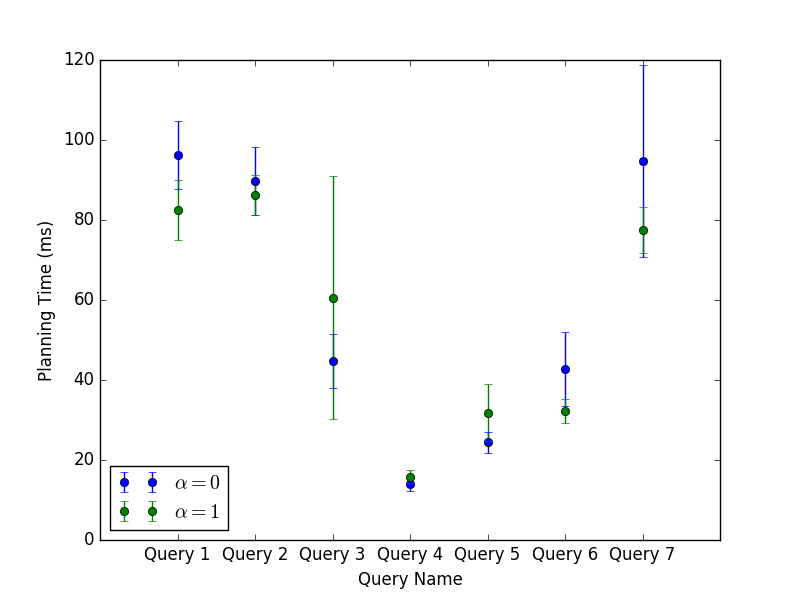 120
100
80
60
40
20
0
Planning Time (ms)
α = 0
α = 1
Query 1 Query 2 Query 3 Query 4 Query 5 Query 6 Query 7
Query Name